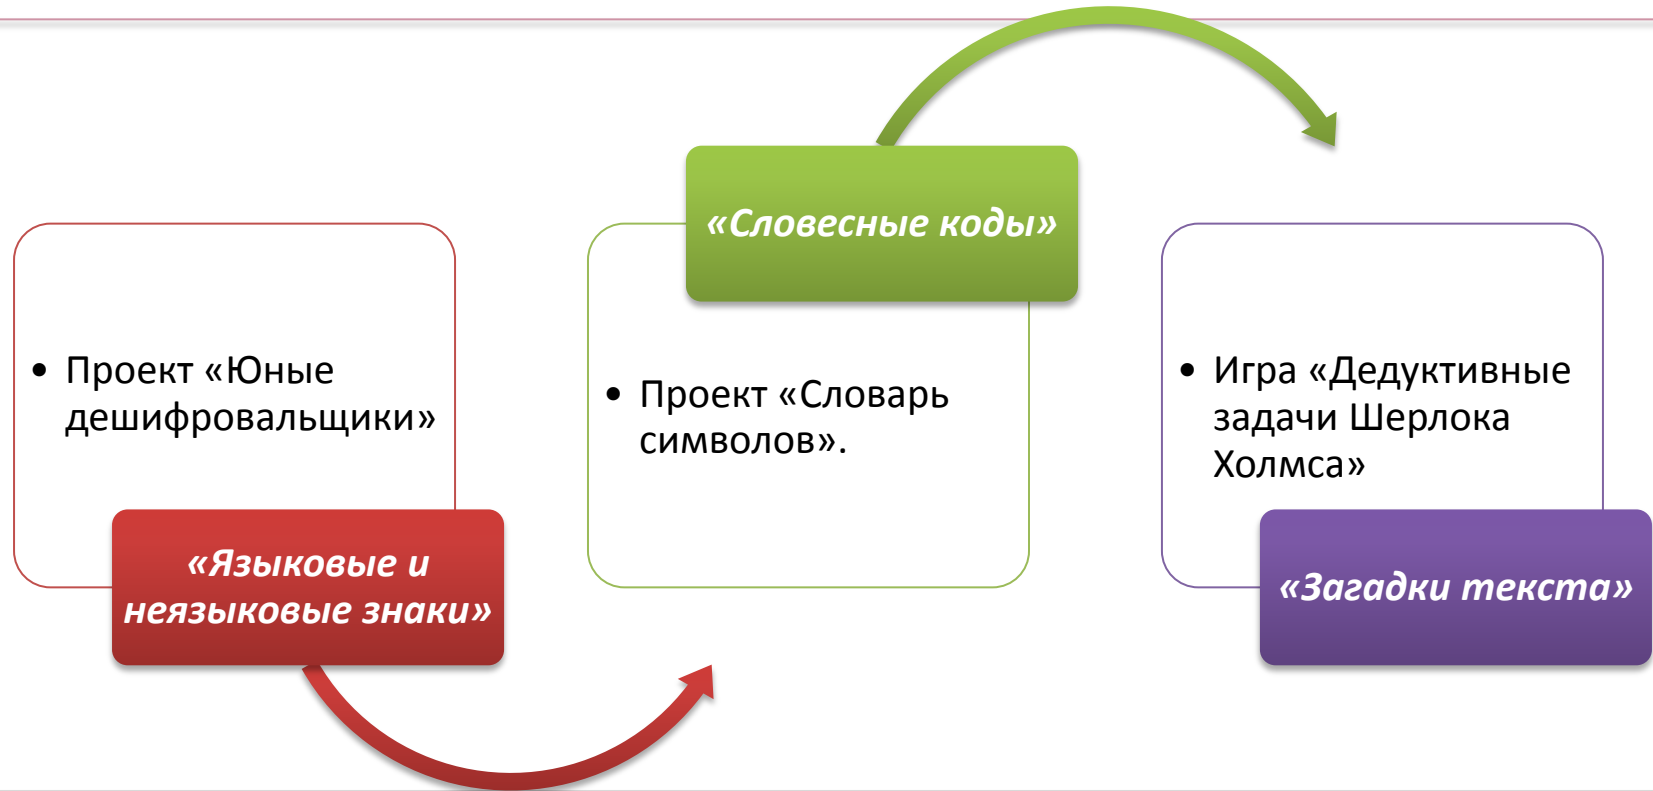 • Проект «Юные
дешифровальщики»
«Языковые и
неязыковые знаки»
«Словесные коды»
• Проект «Словарь
символов».
• Игра «Дедуктивные
задачи Шерлока
Холмса»
«Загадки текста»